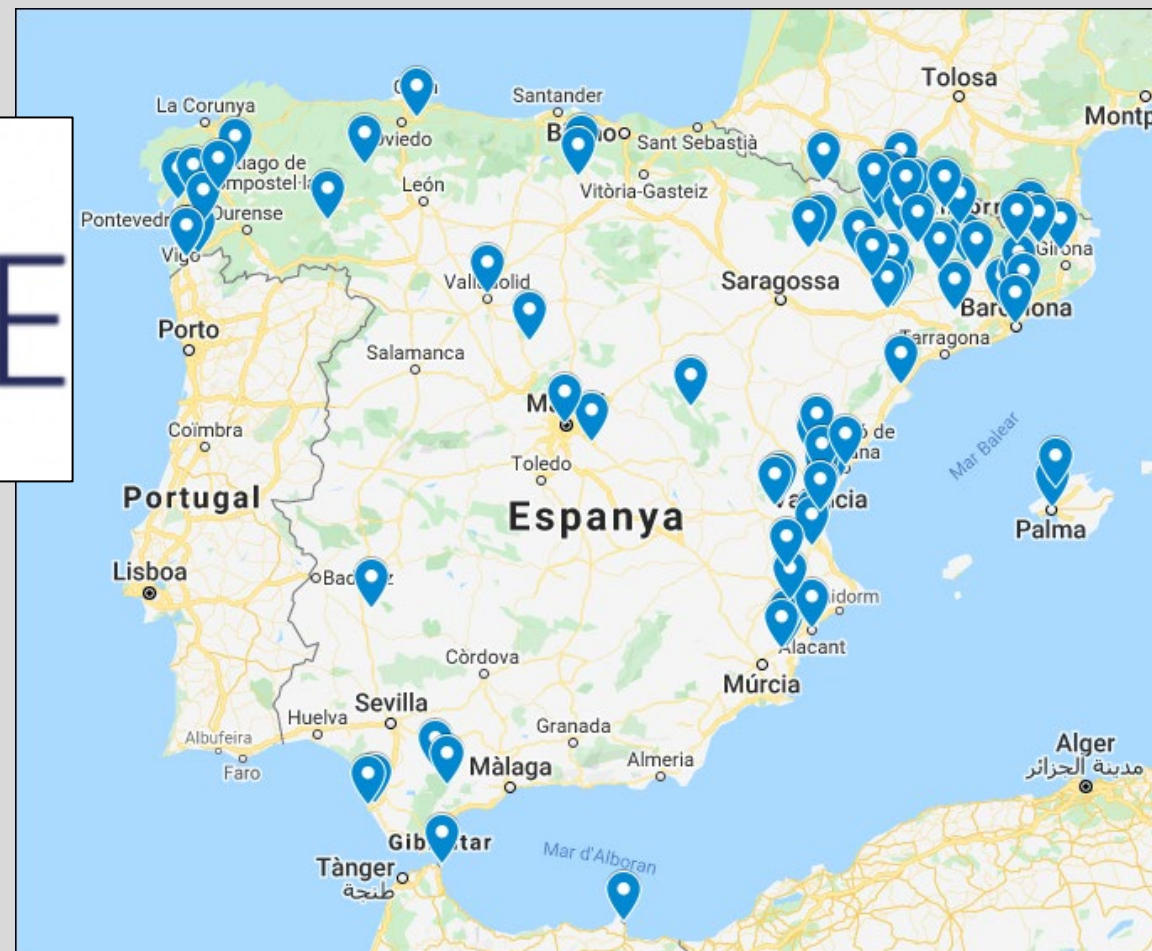 Tolosa
La Corunya
Santander
Montp
Oviedo
Sant Sebastià
León
Vitòria-Gasteiz
Pontevedr
Ourense
Vigo
Girona
Saragossa
Barcelona
Porto
Tarragona
Salamanca
E
Coïmbra
Mar Balear
Toledo
Portugal
Espanya
València
Palma
Lisboa
Alacant
Còrdova
Múrcia
Sevilla
Huelva
Granada
Albufeira
Faro
Màlaga
Almeria
Alger
مدينة الجزائر
Mar d'Alboran
Tànger
طنجة